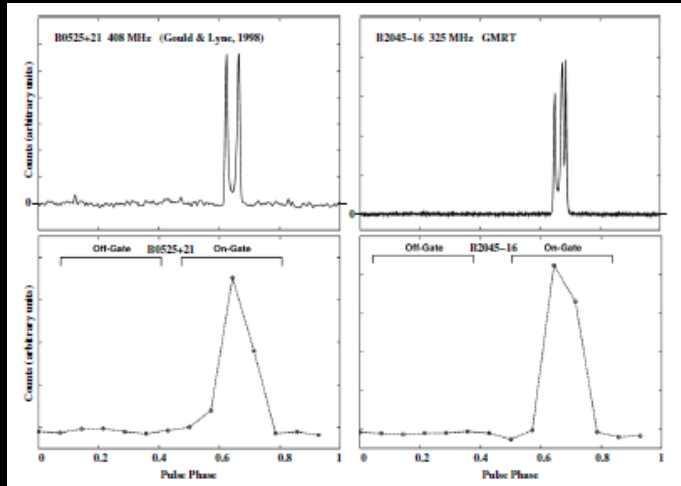 B0525+21 408 MHz (Gould & Lyne, 1998)
B2045-16 325 MHz GMRT
Counts (arbitrary units)
0
0
Off-Gate B0525+21 On-Gate
Off-Gate B2045-16 On-Gate
Counts (arbitrary units)
0 0.2 0.4 0.6 0.8 1
0 0.2 0.4 0.6 0.8 1
Pulse Phase
Pulse Phase